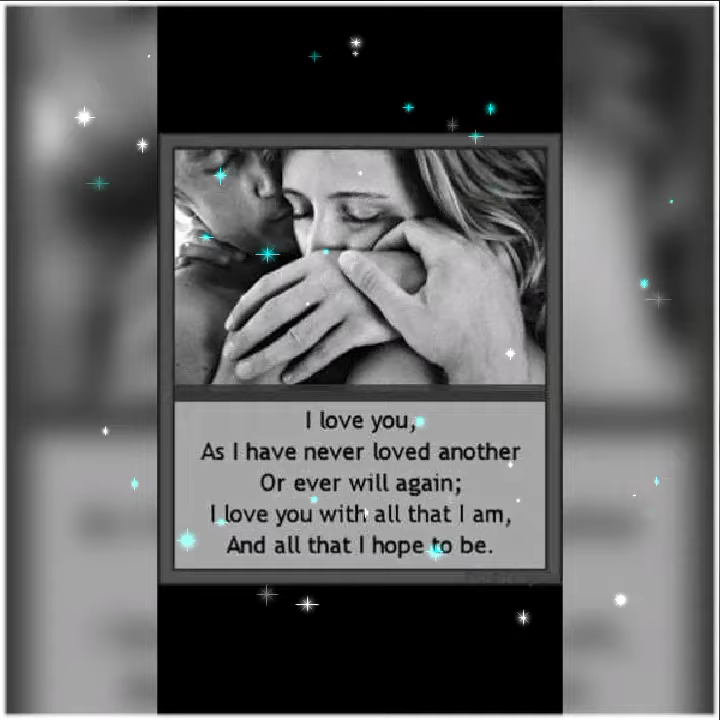 I love you,
As I have never loved another
Or ever will again;
I love you with all that I am,
And all that I hope to be.